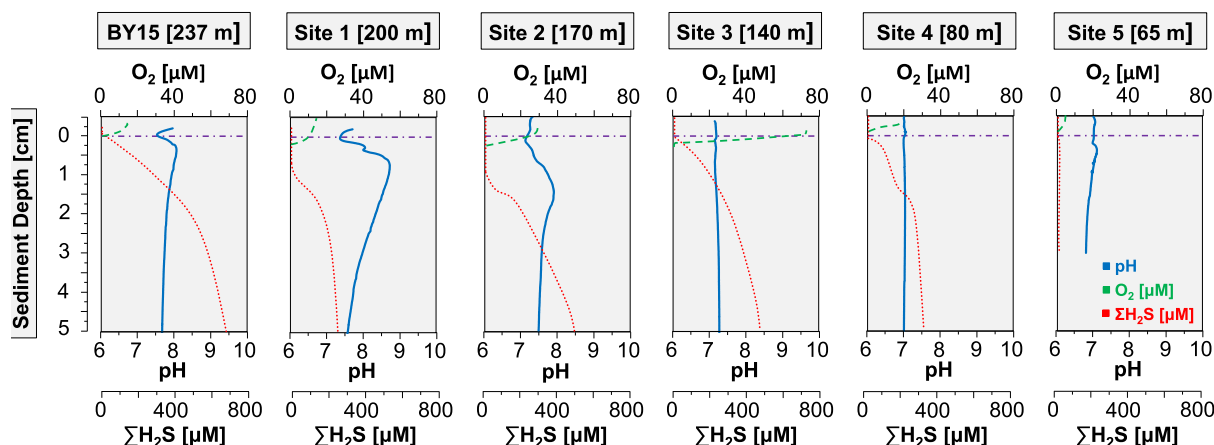 BY15 [237 m] Site 1 [200 m] Site 2 [170 m] Site 3 [140 m] Site 4 [80 m] Site 5 [65 m]
O2 [µM] O2 [µM] O2 [µM] O2 [µM] O2 [µM] O2 [µM]
0 40 80 0 40 80 0 40 80 0 40 80 0 40 80 0 40 80
Sediment Depth [cm]
0
1
2
3
4
5
pH
O2 [µM]
ΣH2S [µM]
6 7 8 9 10 6 7 8 9 10 6 7 8 9 10 6 7 8 9 10 6 7 8 9 10 6 7 8 9 10
pH pH pH pH pH pH
0 400 800 0 400 800 0 400 800 0 400 800 0 400 800 0 400 800
∑H2S [µM] ∑H2S [µM] ∑H2S [µM] ∑H2S [µM] ∑H2S [µM] ∑H2S [µM]